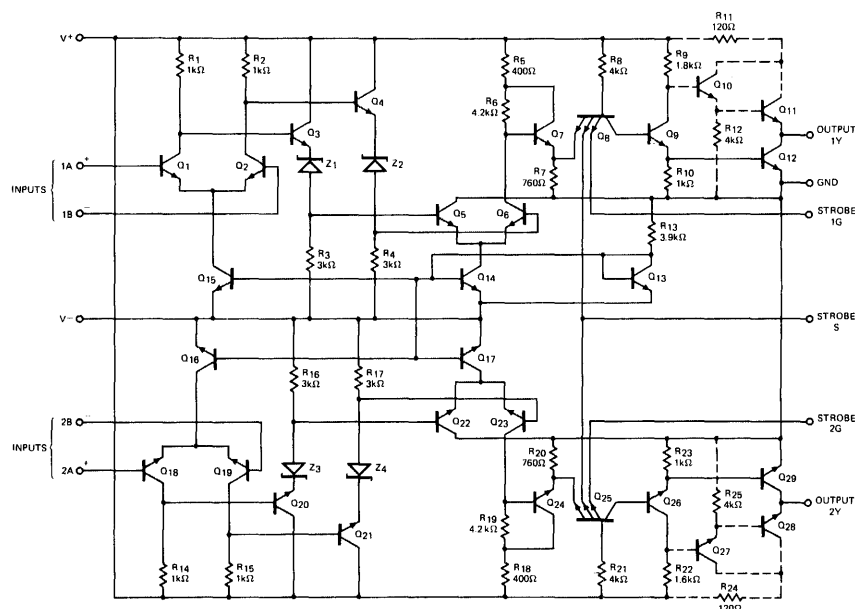 R11
120Ω
V+
R1
1kΩ
R2
1kΩ
R5
400Ω
R8
4kΩ
R9
1.8kΩ
Q10
Q4
R6
4.2kΩ
Q11
Q3
Q7
Q8
Q9
R12
4kΩ
OUTPUT
1Y
1A +
Q1
Q2
Z1
Z2
R7
760Ω
R10
1kΩ
Q12
INPUTS
GND
1B −
Q5
Q6
STROBE
1G
R3
3kΩ
R4
3kΩ
R13
3.9kΩ
Q15
Q14
Q13
V−
STROBE
S
Q16
R16
3kΩ
R17
3kΩ
Q17
2B −
Q22
Q23
STROBE
2G
INPUTS
2A +
Q18
Q19
Z3
Z4
R20
760Ω
R23
1kΩ
Q29
Q20
Q24
Q25
Q26
R25
4kΩ
OUTPUT
2Y
Q21
R19
4.2kΩ
Q28
Q27
R14
1kΩ
R15
1kΩ
R18
400Ω
R21
4kΩ
R22
1.6kΩ
R24
120Ω